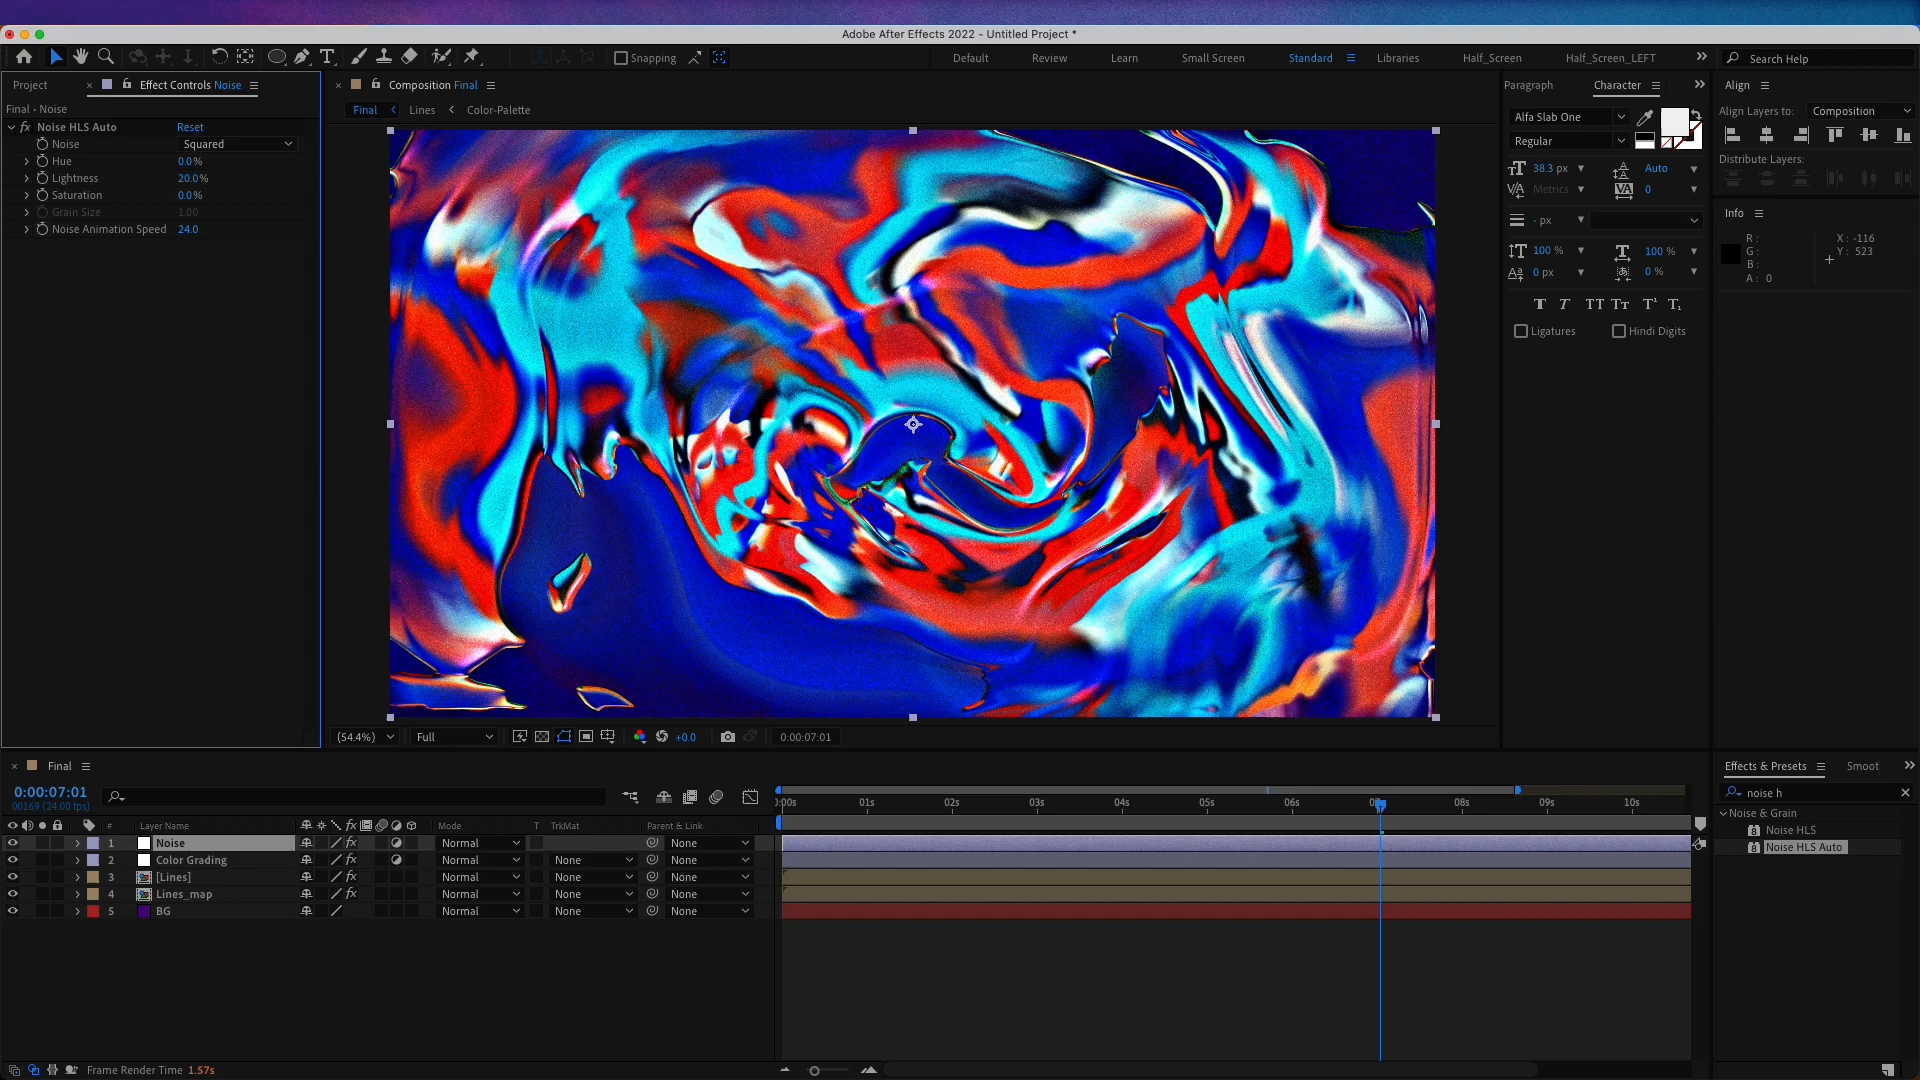 Adobe After Effects 2022 - Untitled Project *
Snapping
Default
Review
Learn
Small Screen
Standard
Libraries
Half_Screen
Half_Screen_LEFT
Search Help
Project
Effect Controls Noise
Composition Final
Paragraph
Character
Align
Final • Noise
Final
Lines
Color-Palette
Align Layers to:
Composition
Noise HLS Auto
Reset
Alfa Slab One
Noise
Squared
Regular
Hue
0.0%
Distribute Layers:
Lightness
20.0%
38.3 px
Auto
Saturation
0.0%
Metrics
0
Grain Size
1.00
Info
Noise Animation Speed
24.0
- px
R :
G :
B :
A : 0
X : -116
Y : 523
100 %
100 %
0 px
0 %
Ligatures
Hindi Digits
(54.4%)
Full
+0.0
0:00:07:01
Final
Effects & Presets
Smoot
0:00:07:01
00169 (24.00 fps)
noise h
01s
02s
03s
04s
05s
06s
08s
09s
10s
Noise & Grain
# Layer Name
Mode
T TrkMat
Parent & Link
Noise HLS
1 Noise
Normal
None
Noise HLS Auto
2 Color Grading
Normal
None
None
3 [Lines]
Normal
None
None
4 Lines_map
Normal
None
None
5 BG
Normal
None
None
Frame Render Time 1.57s